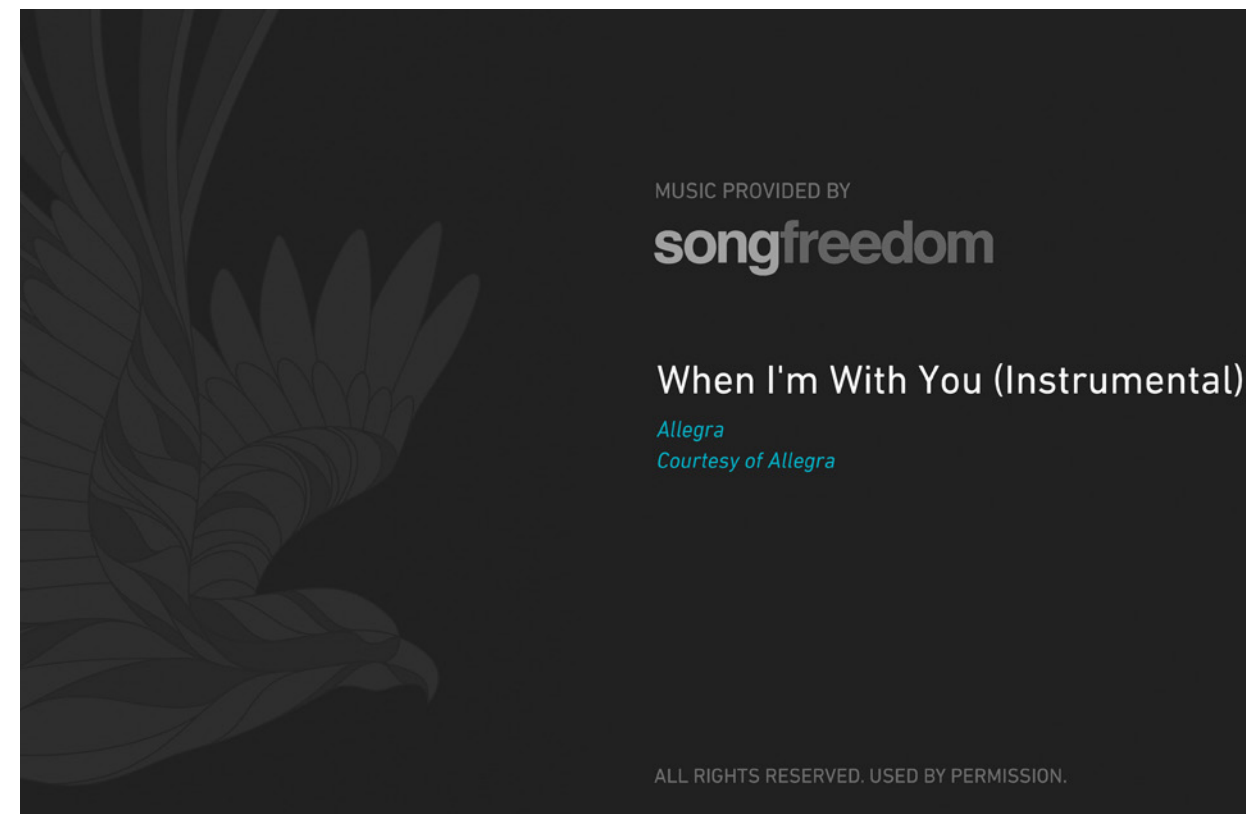 MUSIC PROVIDED BY
songfreedom
When I'm With You (Instrumental)
Allegra
Courtesy of Allegra
ALL RIGHTS RESERVED. USED BY PERMISSION.